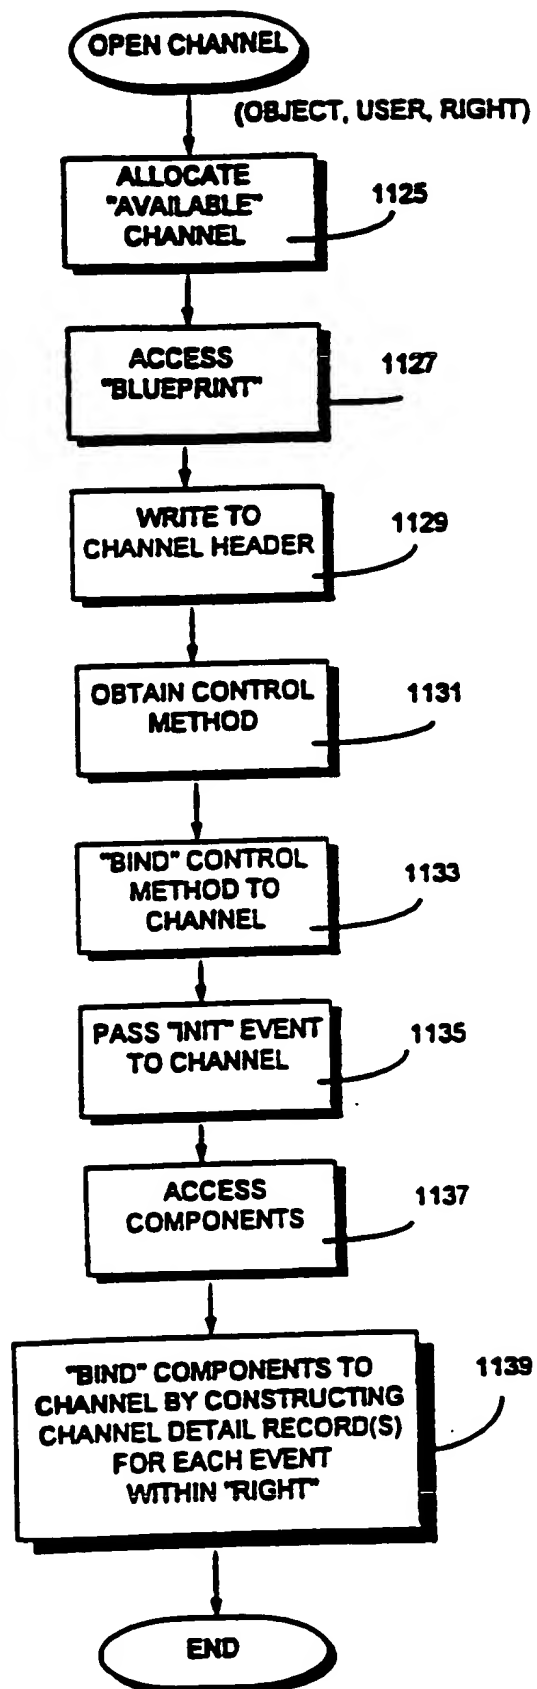 OPEN CHANNEL
(OBJECT, USER, RIGHT)
ALLOCATE
"AVAILABLE"
CHANNEL
1125
ACCESS
"BLUEPRINT"
1127
WRITE TO
CHANNEL HEADER
1129
OBTAIN CONTROL
METHOD
1131
"BIND" CONTROL
METHOD TO
CHANNEL
1133
PASS "INIT" EVENT
TO CHANNEL
1135
ACCESS
COMPONENTS
1137
"BIND" COMPONENTS TO
CHANNEL BY CONSTRUCTING
CHANNEL DETAIL RECORD(S)
FOR EACH EVENT
WITHIN "RIGHT"
1139
END